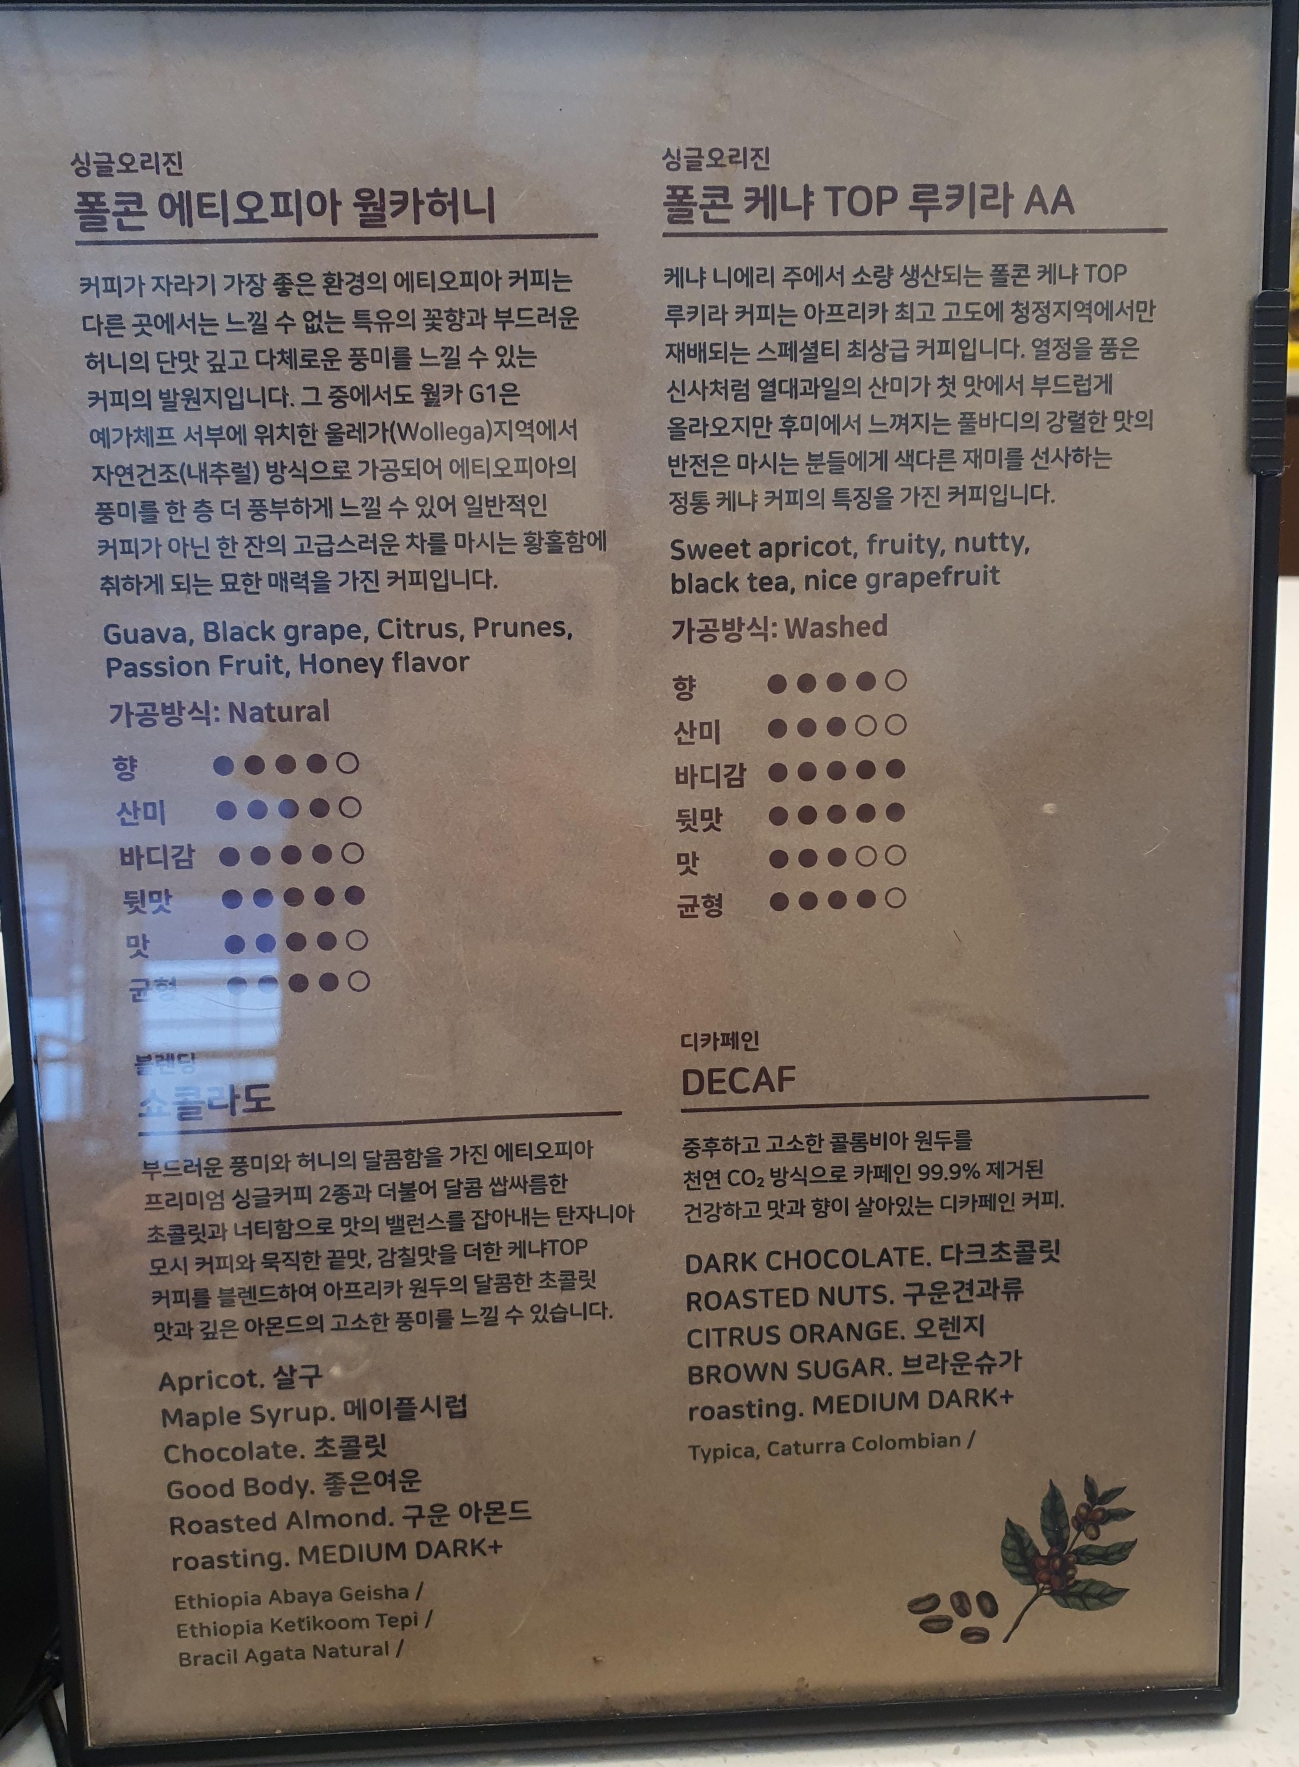 싱글오리진
폴콘 에티오피아 월카허니
커피가 자라기 가장 좋은 환경의 에티오피아 커피는
다른 곳에서는 느낄 수 없는 특유의 꽃향과 부드러운
허니의 단맛 깊고 다체로운 풍미를 느낄 수 있는
커피의 발원지입니다. 그 중에서도 월카 G1은
예가체프 서부에 위치한 울레가(Wollega)지역에서
자연건조(내추럴) 방식으로 가공되어 에티오피아의
풍미를 한 층 더 풍부하게 느낄 수 있어 일반적인
커피가 아닌 한 잔의 고급스러운 차를 마시는 황홀함에
취하게 되는 묘한 매력을 가진 커피입니다.
Guava, Black grape, Citrus, Prunes,
Passion Fruit, Honey flavor
가공방식: Natural
향 ●●●●○
산미 ●●●●○
바디감 ●●●●○
뒷맛 ●●●●●
맛 ●●●●○
균형 ●●●●○
싱글오리진
폴콘 케냐 TOP 루키라 AA
케냐 니에리 주에서 소량 생산되는 폴콘 케냐 TOP
루키라 커피는 아프리카 최고 고도에 청정지역에서만
재배되는 스페셜티 최상급 커피입니다. 열정을 품은
신사처럼 열대과일의 산미가 첫 맛에서 부드럽게
올라오지만 후미에서 느껴지는 풀바디의 강렬한 맛의
반전은 마시는 분들에게 색다른 재미를 선사하는
정통 케냐 커피의 특징을 가진 커피입니다.
Sweet apricot, fruity, nutty,
black tea, nice grapefruit
가공방식: Washed
향 ●●●●○
산미 ●●●○○
바디감 ●●●●●
뒷맛 ●●●●●
맛 ●●●○○
균형 ●●●●○
블렌딩
쇼콜라도
부드러운 풍미와 허니의 달콤함을 가진 에티오피아
프리미엄 싱글커피 2종과 더불어 달콤 쌉싸름한
초콜릿과 너티함으로 맛의 밸런스를 잡아내는 탄자니아
모시 커피와 묵직한 끝맛, 감칠맛을 더한 케냐TOP
커피를 블렌드하여 아프리카 원두의 달콤한 초콜릿
맛과 깊은 아몬드의 고소한 풍미를 느낄 수 있습니다.
Apricot. 살구
Maple Syrup. 메이플시럽
Chocolate. 초콜릿
Good Body. 좋은여운
Roasted Almond. 구운 아몬드
roasting. MEDIUM DARK+
Ethiopia Abaya Geisha /
Ethiopia Ketikoom Tepi /
Bracil Agata Natural /
디카페인
DECAF
중후하고 고소한 콜롬비아 원두를
천연 CO₂ 방식으로 카페인 99.9% 제거된
건강하고 맛과 향이 살아있는 디카페인 커피.
DARK CHOCOLATE. 다크초콜릿
ROASTED NUTS. 구운견과류
CITRUS ORANGE. 오렌지
BROWN SUGAR. 브라운슈가
roasting. MEDIUM DARK+
Typica, Caturra Colombian /